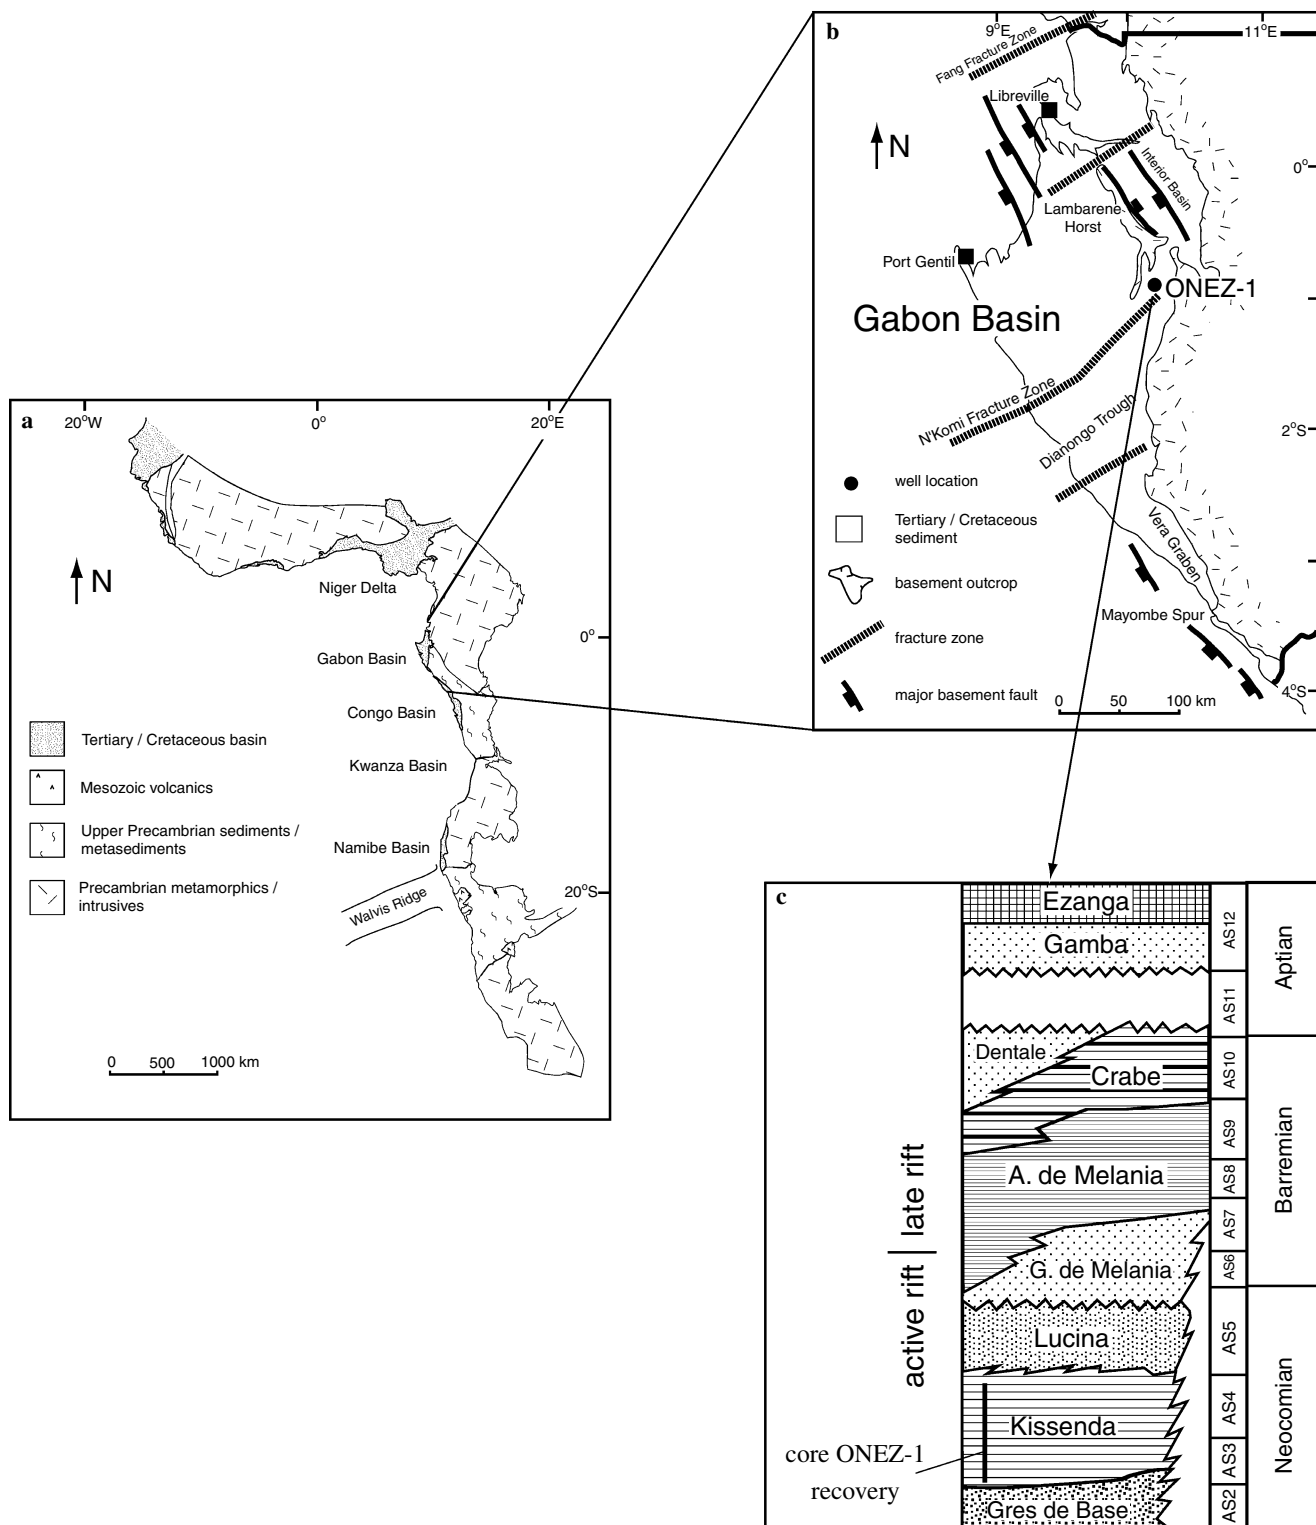 a
20°W
0°
20°E
N
Niger Delta
0°
Gabon Basin
Congo Basin
Kwanza Basin
Namibe Basin
Walvis Ridge
20°S
Tertiary / Cretaceous basin
Mesozoic volcanics
Upper Precambrian sediments /
metasediments
Precambrian metamorphics /
intrusives
0 500 1000 km
b
9°E
11°E
Fang Fracture Zone
Libreville
N
Interior Basin
0°
Lambarene
Horst
Port Gentil
ONEZ-1
Gabon Basin
N'Komi Fracture Zone
Dianongo Trough
2°S
well location
Tertiary / Cretaceous
sediment
basement outcrop
fracture zone
major basement fault
Vera Graben
Mayombe Spur
4°S
0 50 100 km
c
Ezanga
Gamba
Dentale
Crabe
A. de Melania
G. de Melania
Lucina
Kissenda
Gres de Base
AS12
AS11
AS10
AS9
AS8
AS7
AS6
AS5
AS4
AS3
AS2
Aptian
Barremian
Neocomian
late rift
active rift
core ONEZ-1
recovery